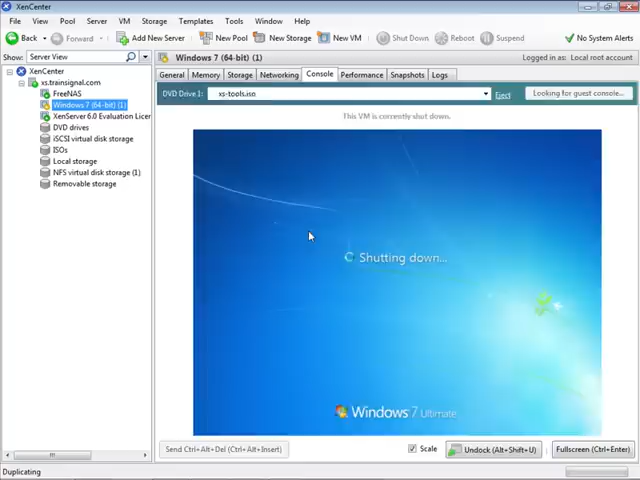 XenCenter
File View Pool Server VM Storage Templates Tools Window Help
Back Forward Add New Server New Pool New Storage New VM Shut Down Reboot Suspend No System Alerts
Show: Server View
Windows 7 (64-bit) (1) Logged in as: Local root account
XenCenter
xs.trainsignal.com
FreeNAS
Windows 7 (64-bit) (1)
XenServer 6.0 Evaluation Licer
DVD drives
iSCSI virtual disk storage
ISOs
Local storage
NFS virtual disk storage (1)
Removable storage
General Memory Storage Networking Console Performance Snapshots Logs
DVD Drive 1: xs-tools.iso Eject Looking for guest console...
This VM is currently shut down.
Shutting down...
Windows 7 Ultimate
Send Ctrl+Alt+Del (Ctrl+Alt+Insert) Scale Undock (Alt+Shift+U) Fullscreen (Ctrl+Enter)
Duplicating